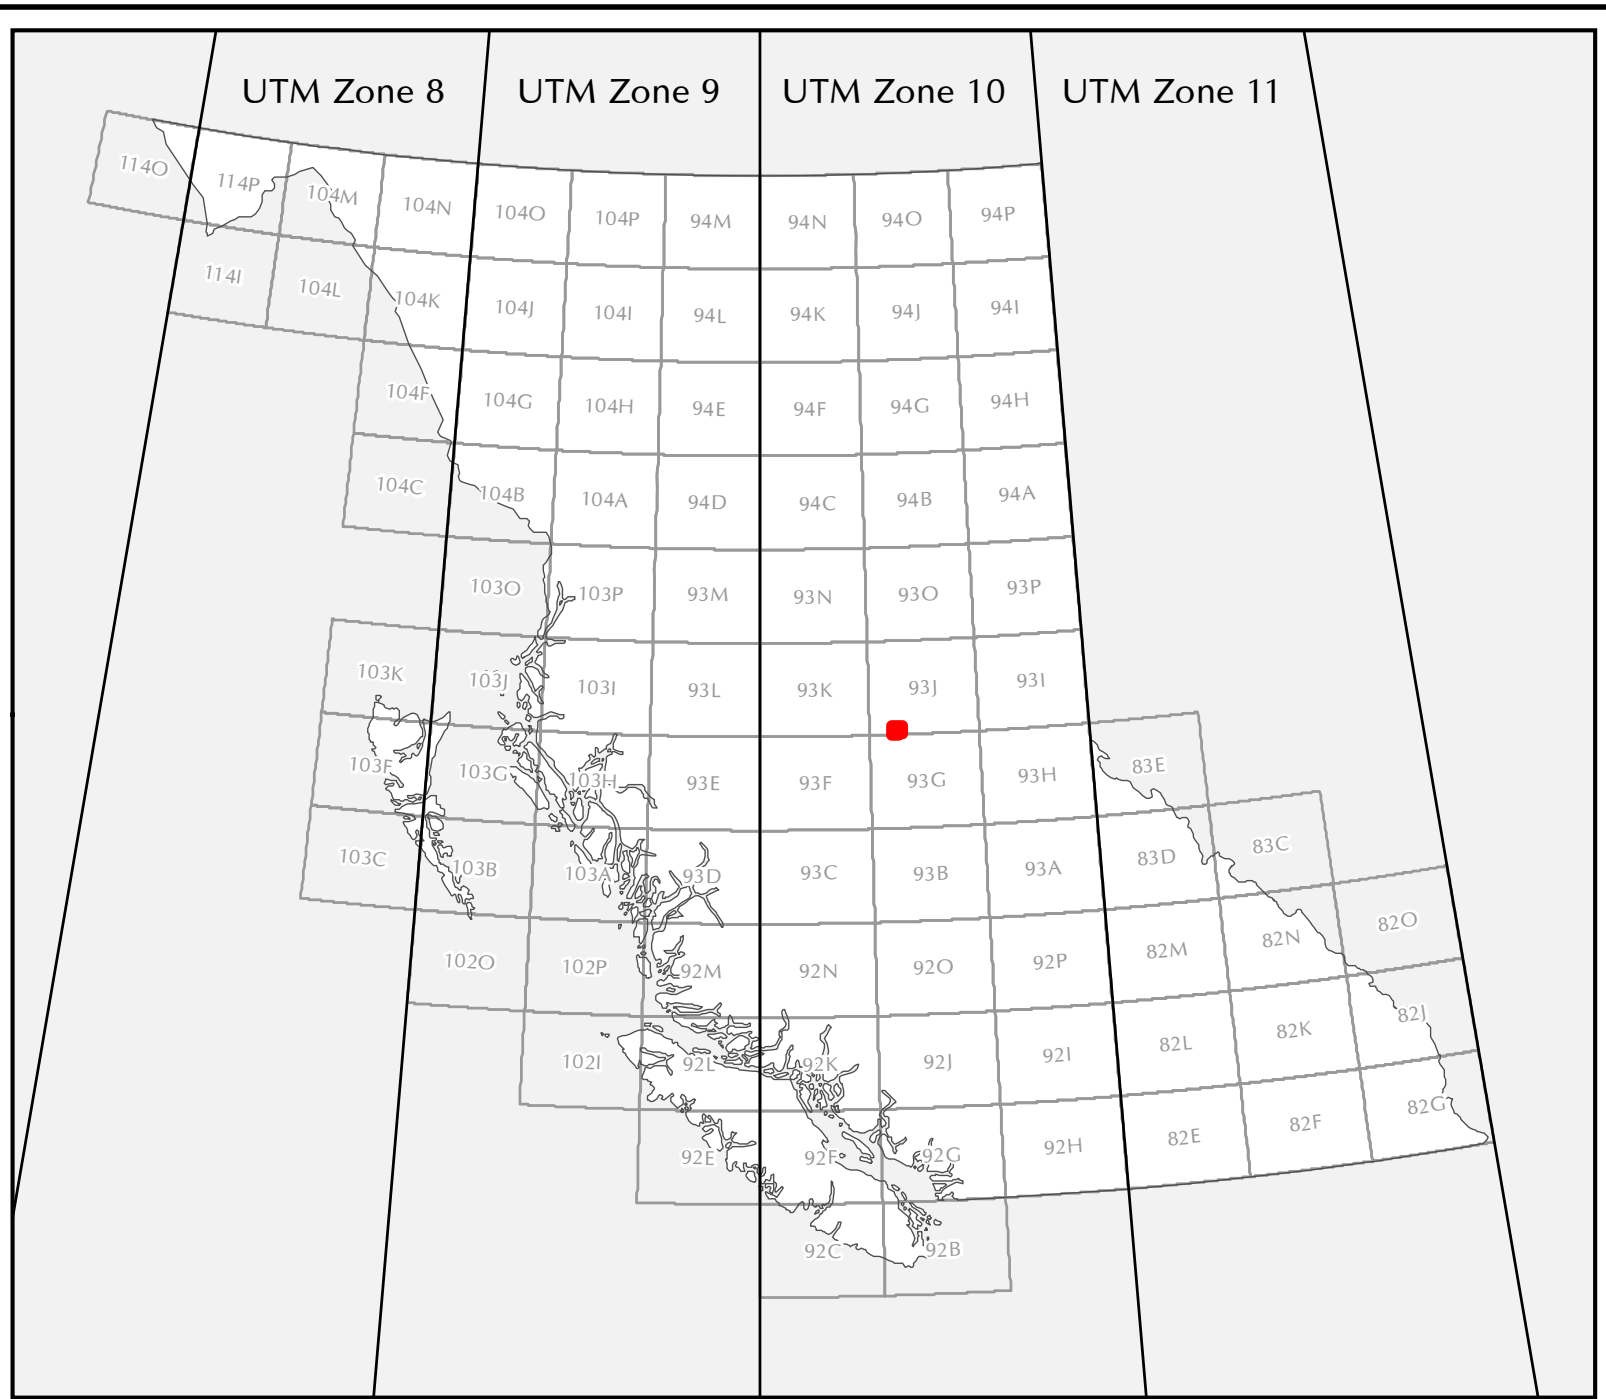 UTM Zone 8 UTM Zone 9 UTM Zone 10 UTM Zone 11
114O 114P 104M 104N 104O 104P 94M 94N 94O 94P
114I 104L 104K 104J 104I 94L 94K 94J 94I
104F 104G 104H 94E 94F 94G 94H
104C 104B 104A 94D 94C 94B 94A
103O 103P 93M 93N 93O 93P
103K 103J 103I 93L 93K 93J 93I
103F 103G 103H 93E 93F 93G 93H 83E
103C 103B 103A 93D 93C 93B 93A 83D 83C
102O 102P 92M 92N 92O 92P 82M 82N 82O
102I 92L 92K 92J 92I 82L 82K 82J
92E 92F 92G 92H 82E 82F 82G
92C 92B